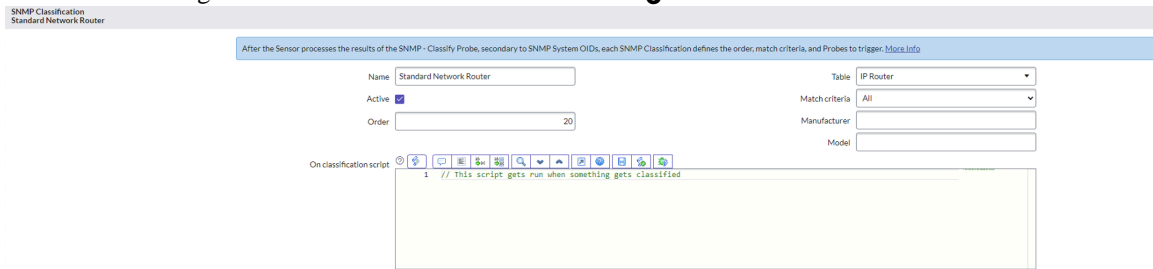 SNMP Classification
Standard Network Router
After the Sensor processes the results of the SNMP - Classify Probe, secondary to SNMP System OIDs, each SNMP Classification defines the order, match criteria, and Probes to trigger. More Info
Name Standard Network Router Table IP Router
Active Match criteria All
Order 20 Manufacturer
Model
On classification script
1 // This script gets run when something gets classified